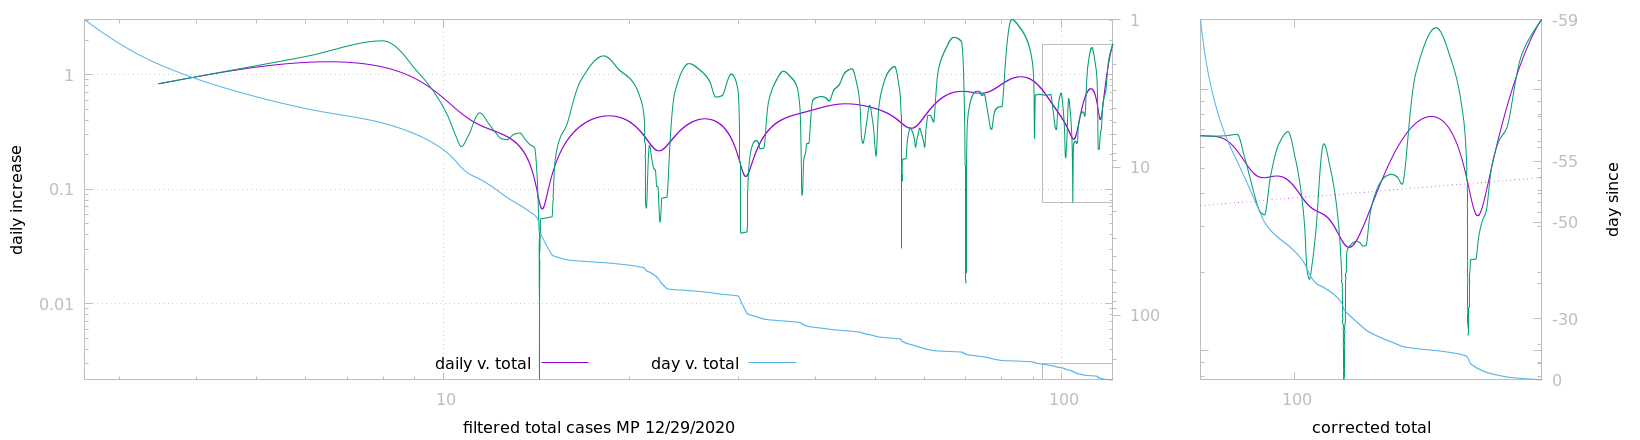 daily increase
1
0.1
0.01
10
100
1
10
100
daily v. total
day v. total
filtered total cases MP 12/29/2020
-59
-55
-50
-30
0
day since
100
corrected total